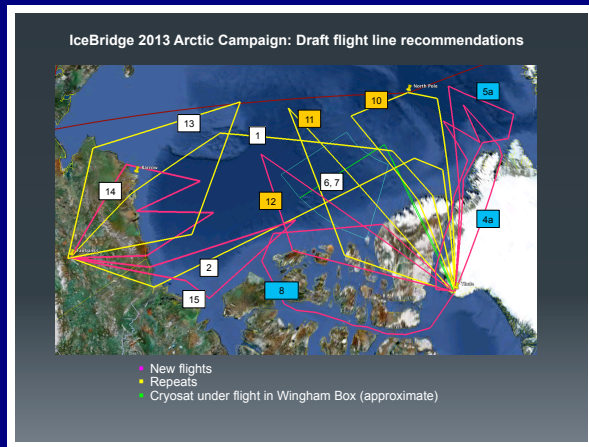 IceBridge 2013 Arctic Campaign: Draft flight line recommendations
North Pole
5a
10
13
11
1
Barrow
14
6, 7
12
4a
Fairbanks
2
8
Thule
15
New flights
Repeats
Cryosat under flight in Wingham Box (approximate)